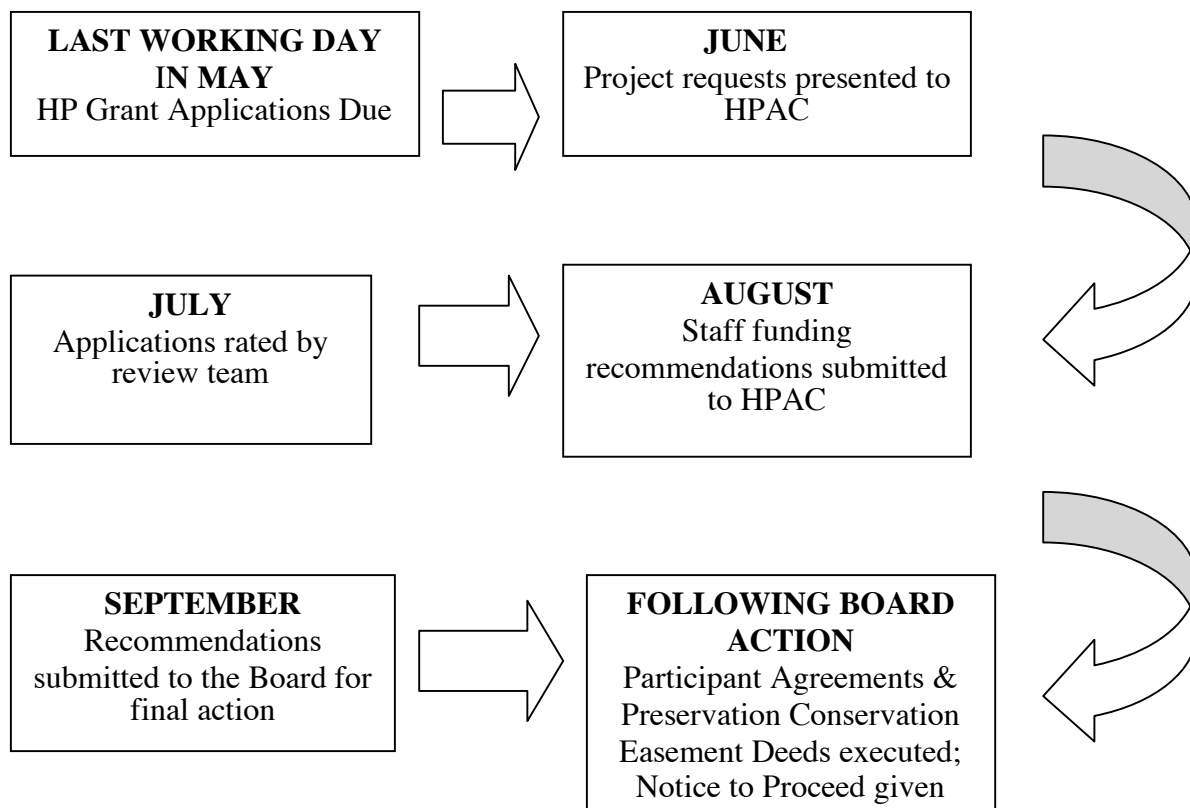 LAST WORKING DAY
IN MAY
HP Grant Applications Due
JUNE
Project requests presented to
HPAC
JULY
Applications rated by
review team
AUGUST
Staff funding
recommendations submitted
to HPAC
SEPTEMBER
Recommendations
submitted to the Board for
final action
FOLLOWING BOARD
ACTION
Participant Agreements &
Preservation Conservation
Easement Deeds executed;
Notice to Proceed given